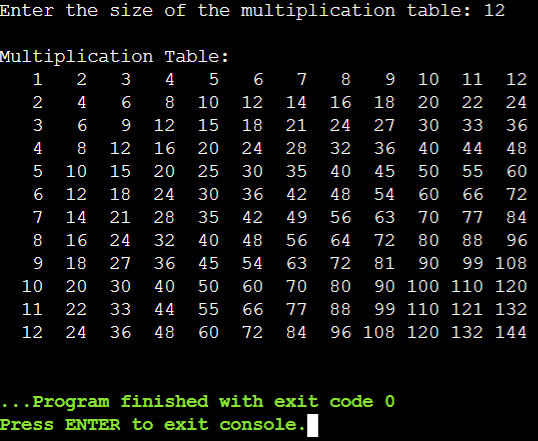 Enter the size of the multiplication table: 12
Multiplication Table:
1 2 3 4 5 6 7 8 9 10 11 12
2 4 6 8 10 12 14 16 18 20 22 24
3 6 9 12 15 18 21 24 27 30 33 36
4 8 12 16 20 24 28 32 36 40 44 48
5 10 15 20 25 30 35 40 45 50 55 60
6 12 18 24 30 36 42 48 54 60 66 72
7 14 21 28 35 42 49 56 63 70 77 84
8 16 24 32 40 48 56 64 72 80 88 96
9 18 27 36 45 54 63 72 81 90 99 108
10 20 30 40 50 60 70 80 90 100 110 120
11 22 33 44 55 66 77 88 99 110 121 132
12 24 36 48 60 72 84 96 108 120 132 144
...Program finished with exit code 0
Press ENTER to exit console.